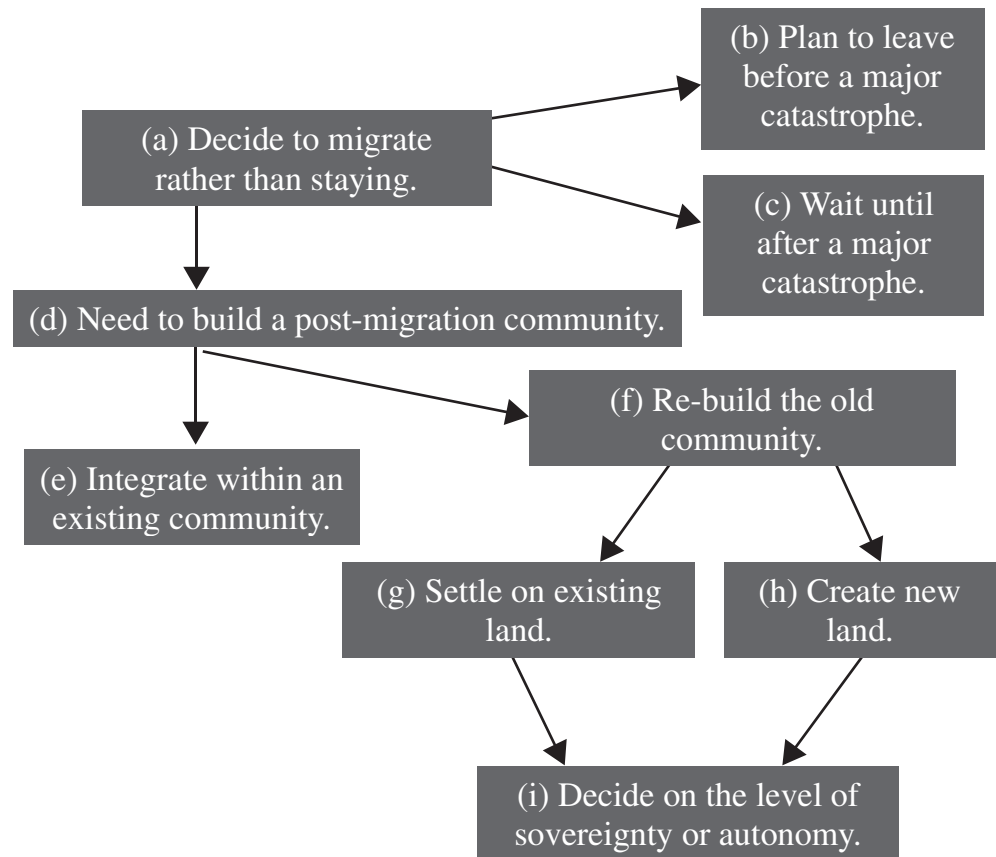 (b) Plan to leave
before a major
catastrophe.
(a) Decide to migrate
rather than staying.
(c) Wait until
after a major
catastrophe.
(d) Need to build a post-migration community.
(f) Re-build the old
community.
(e) Integrate within an
existing community.
(g) Settle on existing
land.
(h) Create new
land.
(i) Decide on the level of
sovereignty or autonomy.